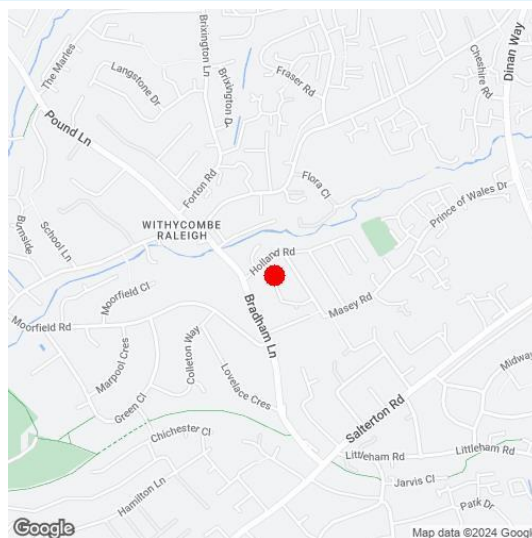 Brixington Ln
Dinan Way
The Marles
Langstone Dr
Brixington D
Fraser Rd
Cheshire Rd
Pound Ln
Forton Rd
Flora Cl
Prince of Wales Dr
Burnside
School Ln
WITHYCOMBE
RALEIGH
Holland Rd
Moorfield Cl
Bradham Ln
Masey Rd
Moorfield Rd
Colleton Way
Marpool Cres
Lovelace Cres
Midway
Green Cl
Salterton Rd
Chichester Cl
Littleham Rd
Littleham Rd
Hamilton Ln
Jarvis Cl
Park Dr
Google
Map data ©2024 Google